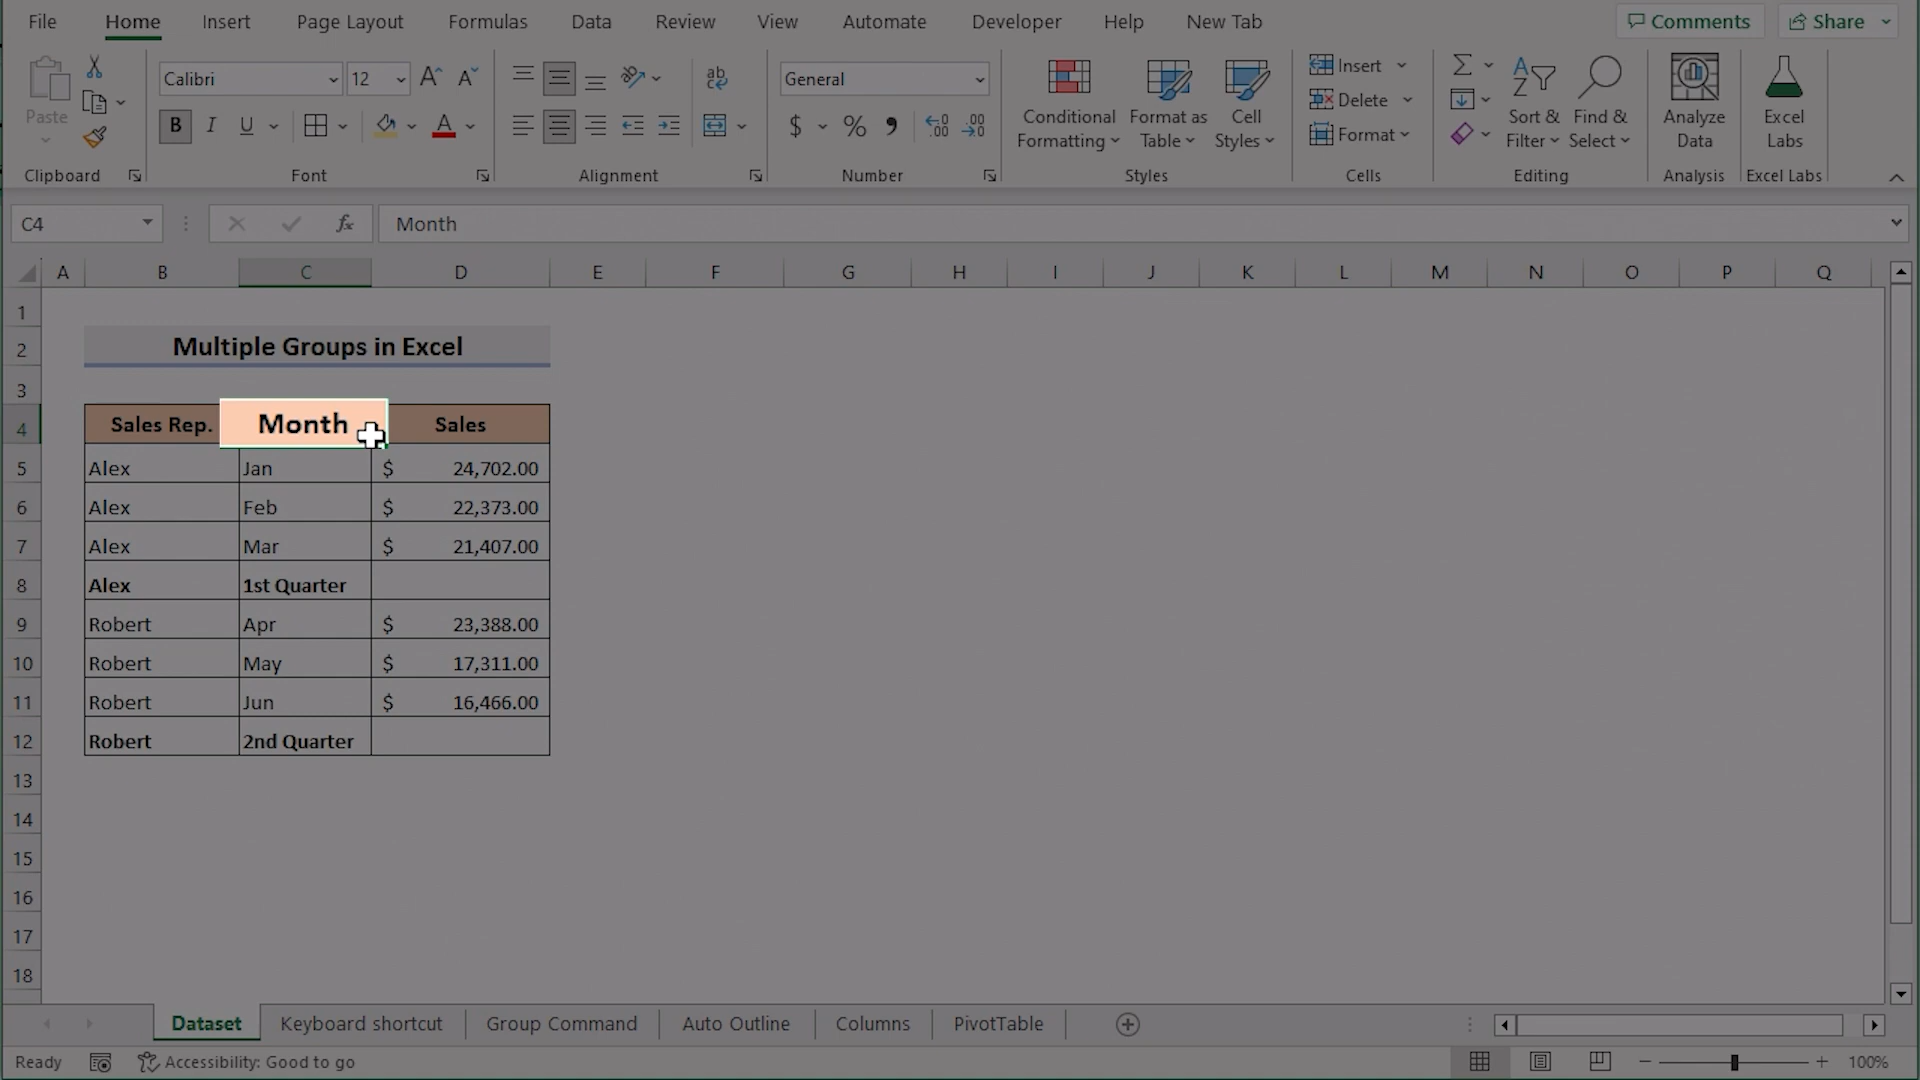 File Home Insert Page Layout Formulas Data Review View Automate Developer Help New Tab Comments Share
Calibri 12 General Insert
Paste Conditional Format as Cell Delete Sort & Find & Analyze Excel
B I U A $ % Formatting Table Styles Format Filter Select Data Labs
Clipboard Font Alignment Number Styles Cells Editing Analysis Excel Labs
C4 fx Month
A B C D E F G H I J K L M N O P Q
1
2 Multiple Groups in Excel
3
4 Sales Rep. Month Sales
5 Alex Jan $ 24,702.00
6 Alex Feb $ 22,373.00
7 Alex Mar $ 21,407.00
8 Alex 1st Quarter
9 Robert Apr $ 23,388.00
10 Robert May $ 17,311.00
11 Robert Jun $ 16,466.00
12 Robert 2nd Quarter
13
14
15
16
17
18
Dataset Keyboard shortcut Group Command Auto Outline Columns PivotTable
Ready Accessibility: Good to go 100%